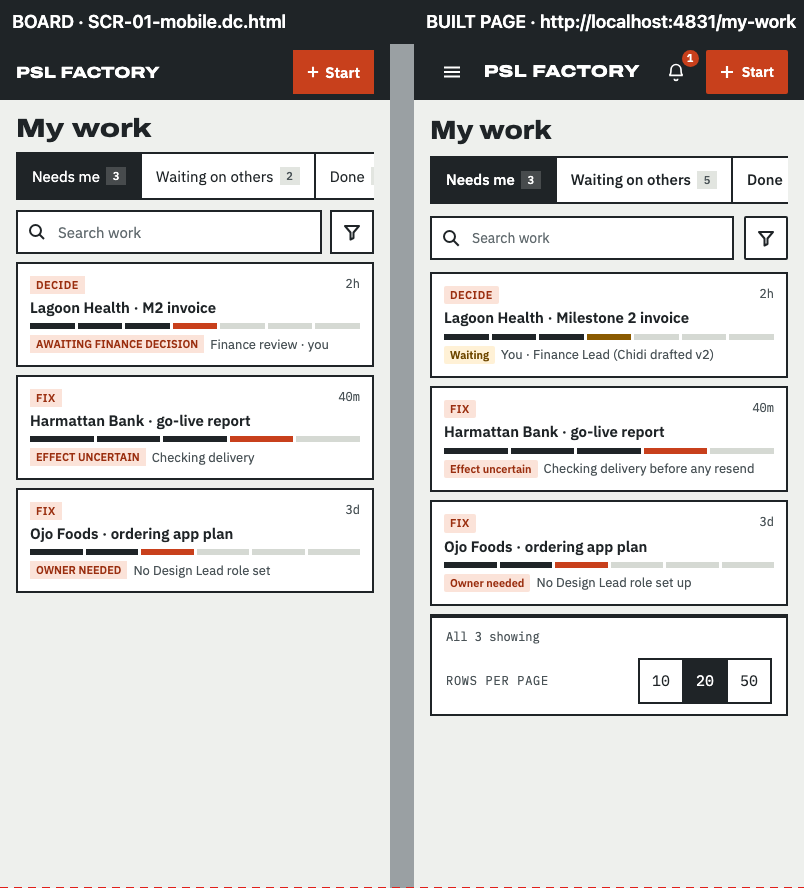 BOARD · SCR-01-mobile.dc.html
PSL FACTORY
+ Start
My work
Needs me 3
Waiting on others 2
Done
Search work
DECIDE 2h
Lagoon Health · M2 invoice
AWAITING FINANCE DECISION Finance review · you
FIX 40m
Harmattan Bank · go-live report
EFFECT UNCERTAIN Checking delivery
FIX 3d
Ojo Foods · ordering app plan
OWNER NEEDED No Design Lead role set
BUILT PAGE · http://localhost:4831/my-work
PSL FACTORY
1
+ Start
My work
Needs me 3
Waiting on others 5
Done
Search work
DECIDE 2h
Lagoon Health · Milestone 2 invoice
Waiting You · Finance Lead (Chidi drafted v2)
FIX 40m
Harmattan Bank · go-live report
Effect uncertain Checking delivery before any resend
FIX 3d
Ojo Foods · ordering app plan
Owner needed No Design Lead role set up
All 3 showing
ROWS PER PAGE 10 20 50